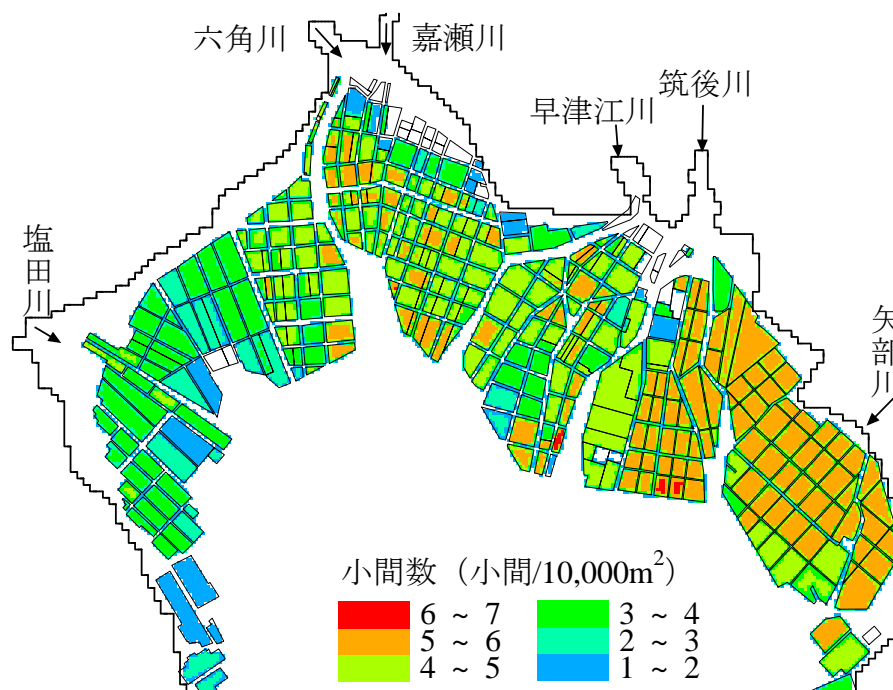 六角川
嘉瀬川
筑後川
早津江川
塩田川
矢部川
小間数（小間/10,000m²）
6 ~ 7
3 ~ 4
5 ~ 6
2 ~ 3
4 ~ 5
1 ~ 2